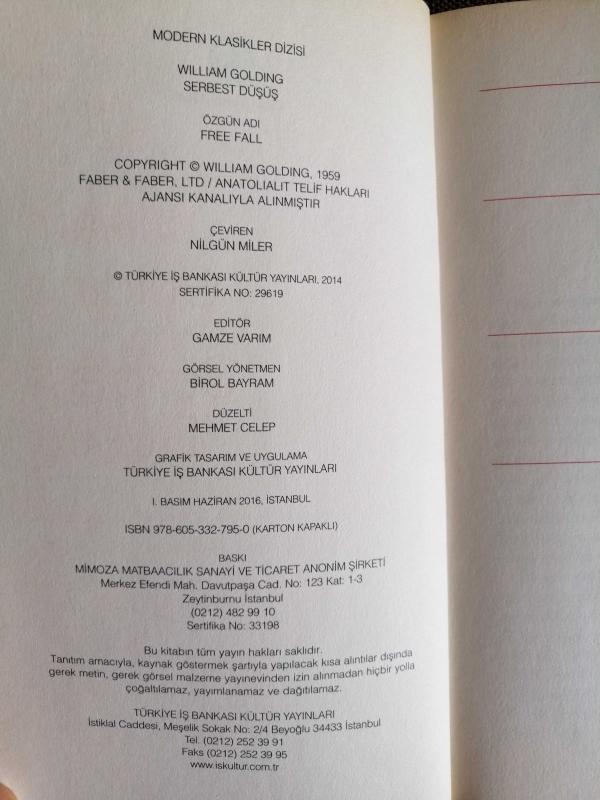 MODERN KLASİKLER DİZİSİ
WILLIAM GOLDING
SERBEST DÜŞÜŞ
ÖZGÜN ADI
FREE FALL
COPYRIGHT © WILLIAM GOLDING, 1959
FABER & FABER, LTD / ANATOLIALIT TELİF HAKLARI
AJANSI KANALIYLA ALINMIŞTIR
ÇEVİREN
NİLGÜN MİLER
© TÜRKİYE İŞ BANKASI KÜLTÜR YAYINLARI, 2014
SERTİFİKA NO: 29619
EDİTÖR
GAMZE VARIM
GÖRSEL YÖNETMEN
BİROL BAYRAM
DÜZELTİ
MEHMET CELEP
GRAFİK TASARIM VE UYGULAMA
TÜRKİYE İŞ BANKASI KÜLTÜR YAYINLARI
I. BASIM HAZİRAN 2016, İSTANBUL
ISBN 978-605-332-795-0 (KARTON KAPAKLI)
BASKI
MİMOZA MATBAACILIK SANAYİ VE TİCARET ANONİM ŞİRKETİ
Merkez Efendi Mah. Davutpaşa Cad. No: 123 Kat: 1-3
Zeytinburnu İstanbul
(0212) 482 99 10
Sertifika No: 33198
Bu kitabın tüm yayın hakları saklıdır.
Tanıtım amacıyla, kaynak göstermek şartıyla yapılacak kısa alıntılar dışında
gerek metin, gerek görsel malzeme yayınevinden izin alınmadan hiçbir yolla
çoğaltılamaz, yayımlanamaz ve dağıtılamaz.
TÜRKİYE İŞ BANKASI KÜLTÜR YAYINLARI
İstiklal Caddesi, Meşelik Sokak No: 2/4 Beyoğlu 34433 İstanbul
Tel. (0212) 252 39 91
Faks (0212) 252 39 95
www.iskultur.com.tr